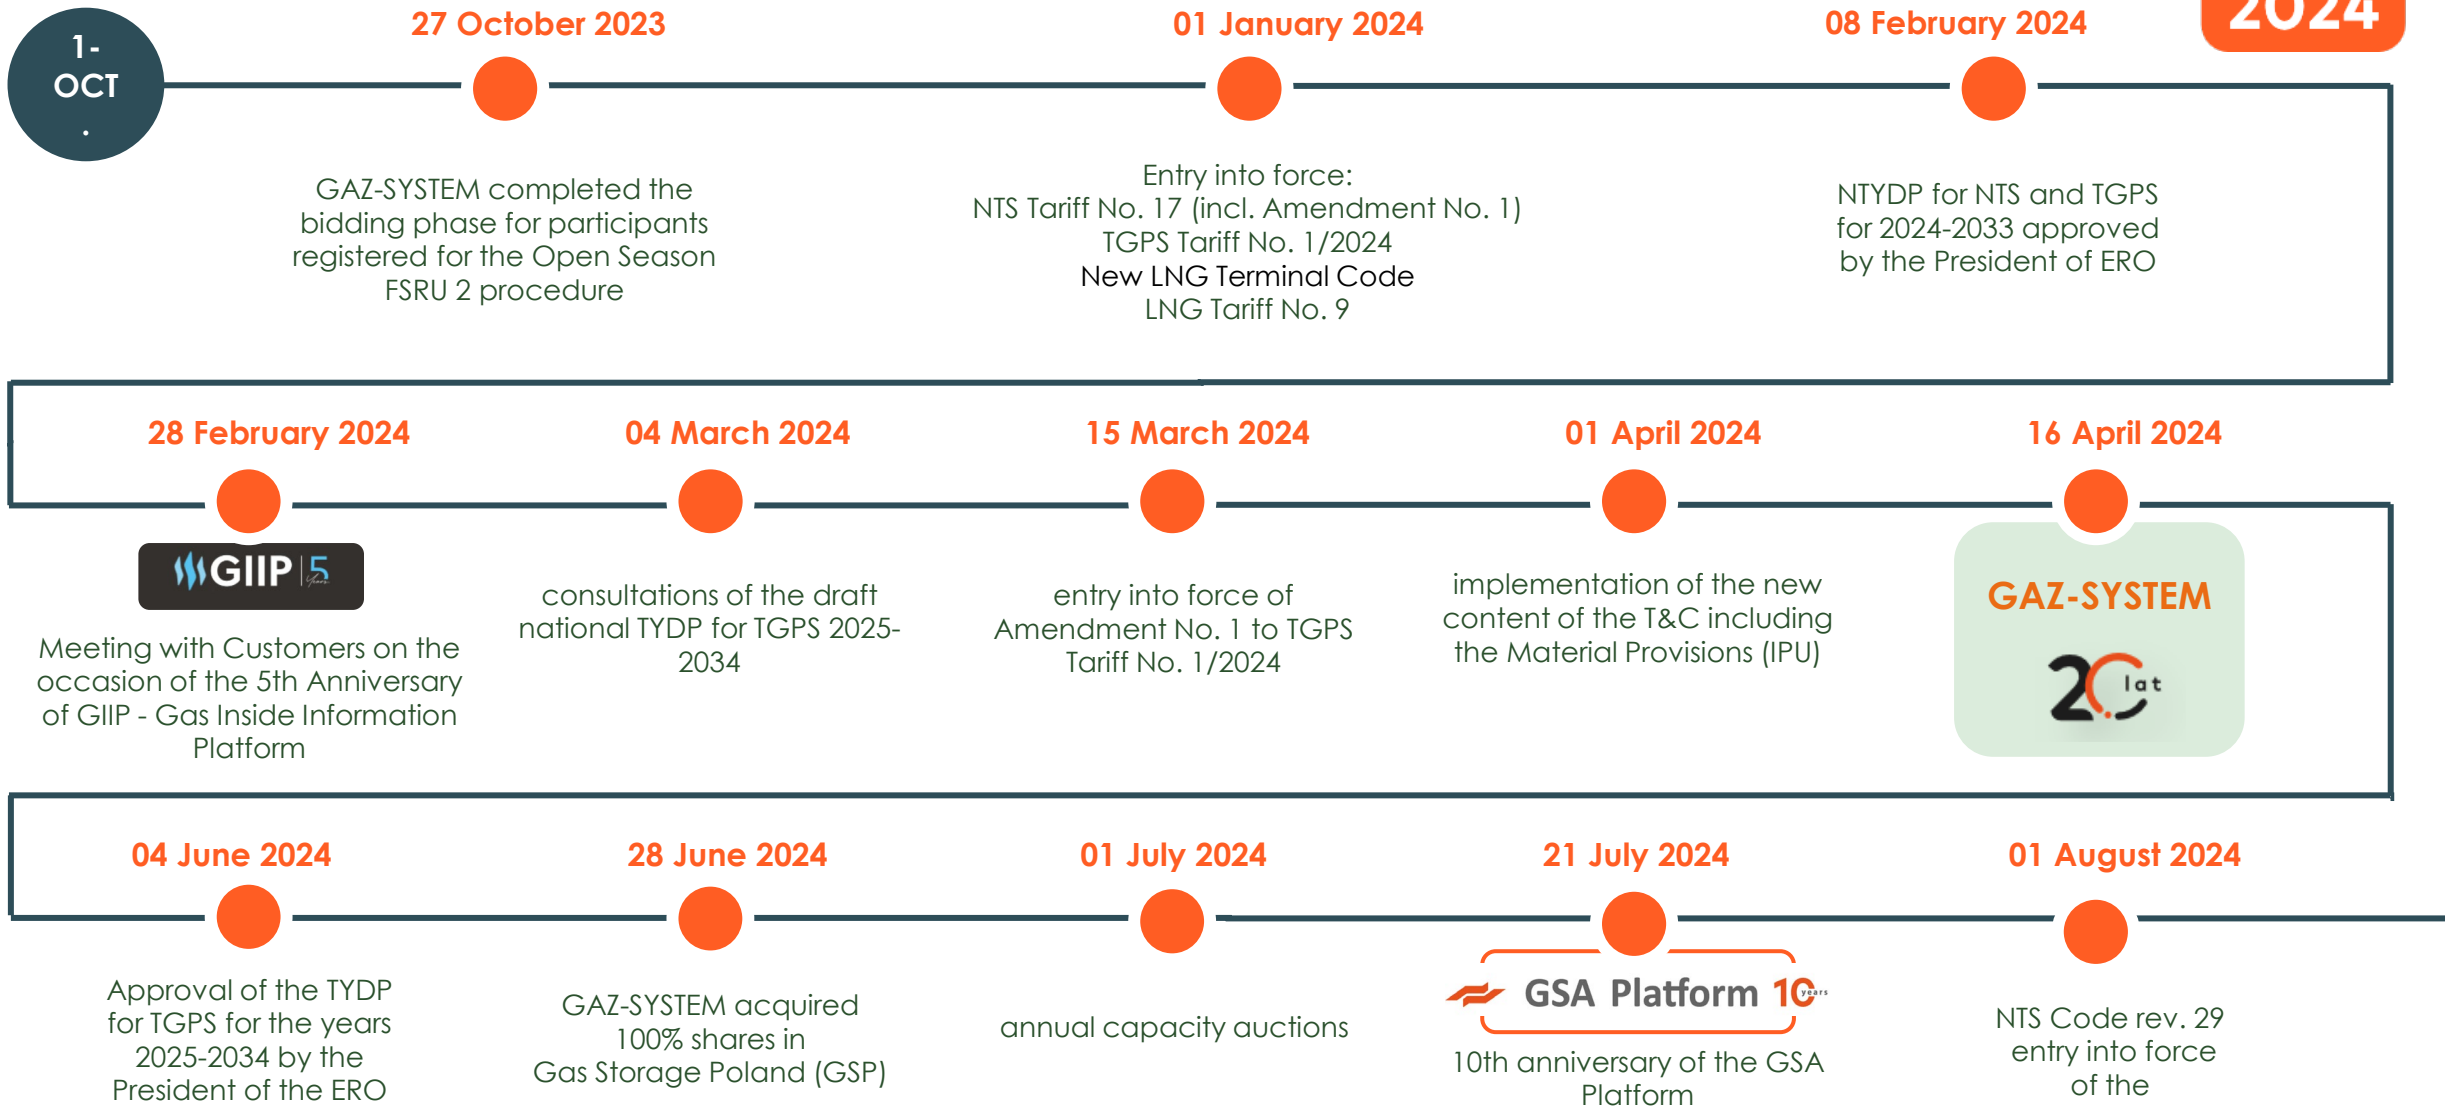 2024
1-
OCT
.
27 October 2023
GAZ-SYSTEM completed the
bidding phase for participants
registered for the Open Season
FSRU 2 procedure
01 January 2024
Entry into force:
NTS Tariff No. 17 (incl. Amendment No. 1)
TGPS Tariff No. 1/2024
New LNG Terminal Code
LNG Tariff No. 9
08 February 2024
NTYDP for NTS and TGPS
for 2024-2033 approved
by the President of ERO
28 February 2024
GIIP 5
Years
Meeting with Customers on the
occasion of the 5th Anniversary
of GIIP - Gas Inside Information
Platform
04 March 2024
consultations of the draft
national TYDP for TGPS 2025-
2034
15 March 2024
entry into force of
Amendment No. 1 to TGPS
Tariff No. 1/2024
01 April 2024
implementation of the new
content of the T&C including
the Material Provisions (IPU)
16 April 2024
GAZ-SYSTEM
20 lat
04 June 2024
Approval of the TYDP
for TGPS for the years
2025-2034 by the
President of the ERO
28 June 2024
GAZ-SYSTEM acquired
100% shares in
Gas Storage Poland (GSP)
01 July 2024
annual capacity auctions
21 July 2024
GSA Platform 10 years
10th anniversary of the GSA
Platform
01 August 2024
NTS Code rev. 29
entry into force
of the